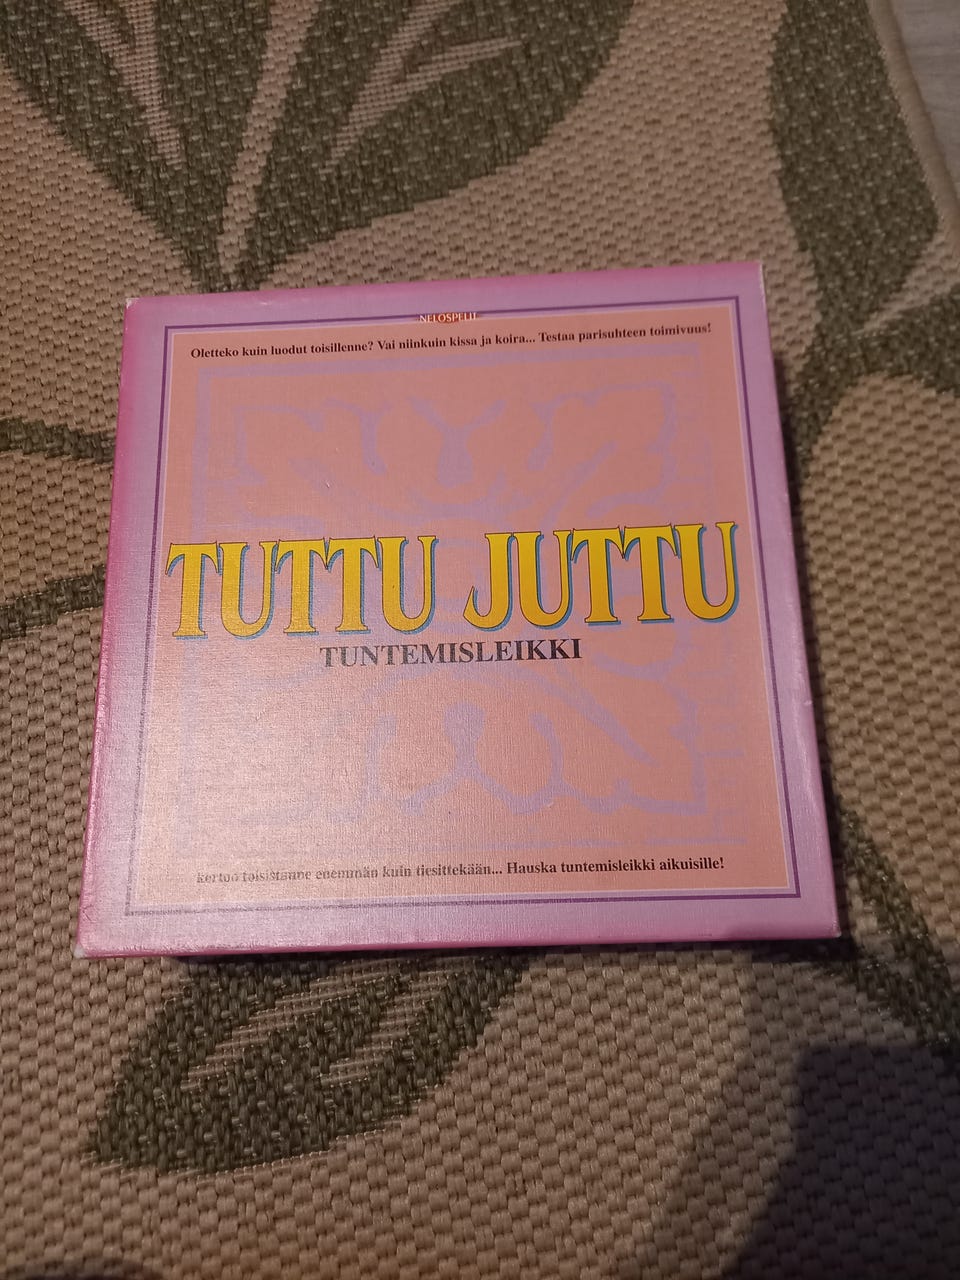 NELOSPELIT
Oletteko kuin luodut toisillenne? Vai niinkuin kissa ja koira... Testaa parisuhteen toimivuus!
TUTTU JUTTU
TUNTEMISLEIKKI
kertoo toisistanne enemmän kuin tiesittekään... Hauska tuntemisleikki aikuisille!